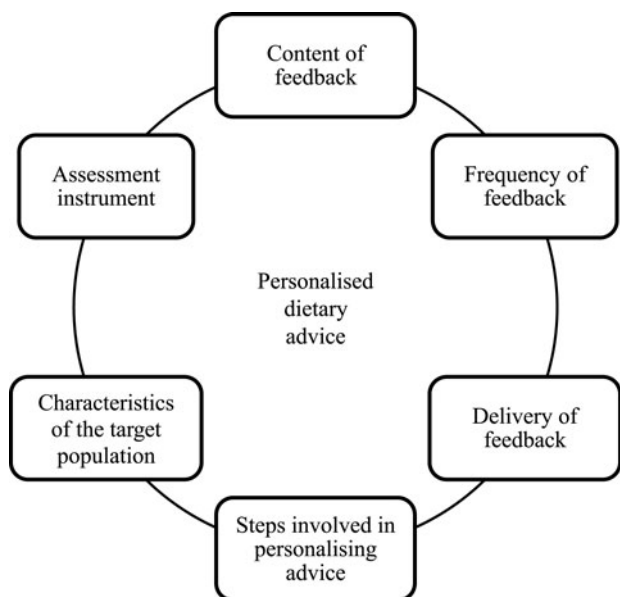 Content of
feedback
Assessment
instrument
Frequency of
feedback
Personalised
dietary
advice
Characteristics
of the target
population
Delivery of
feedback
Steps involved in
personalising
advice